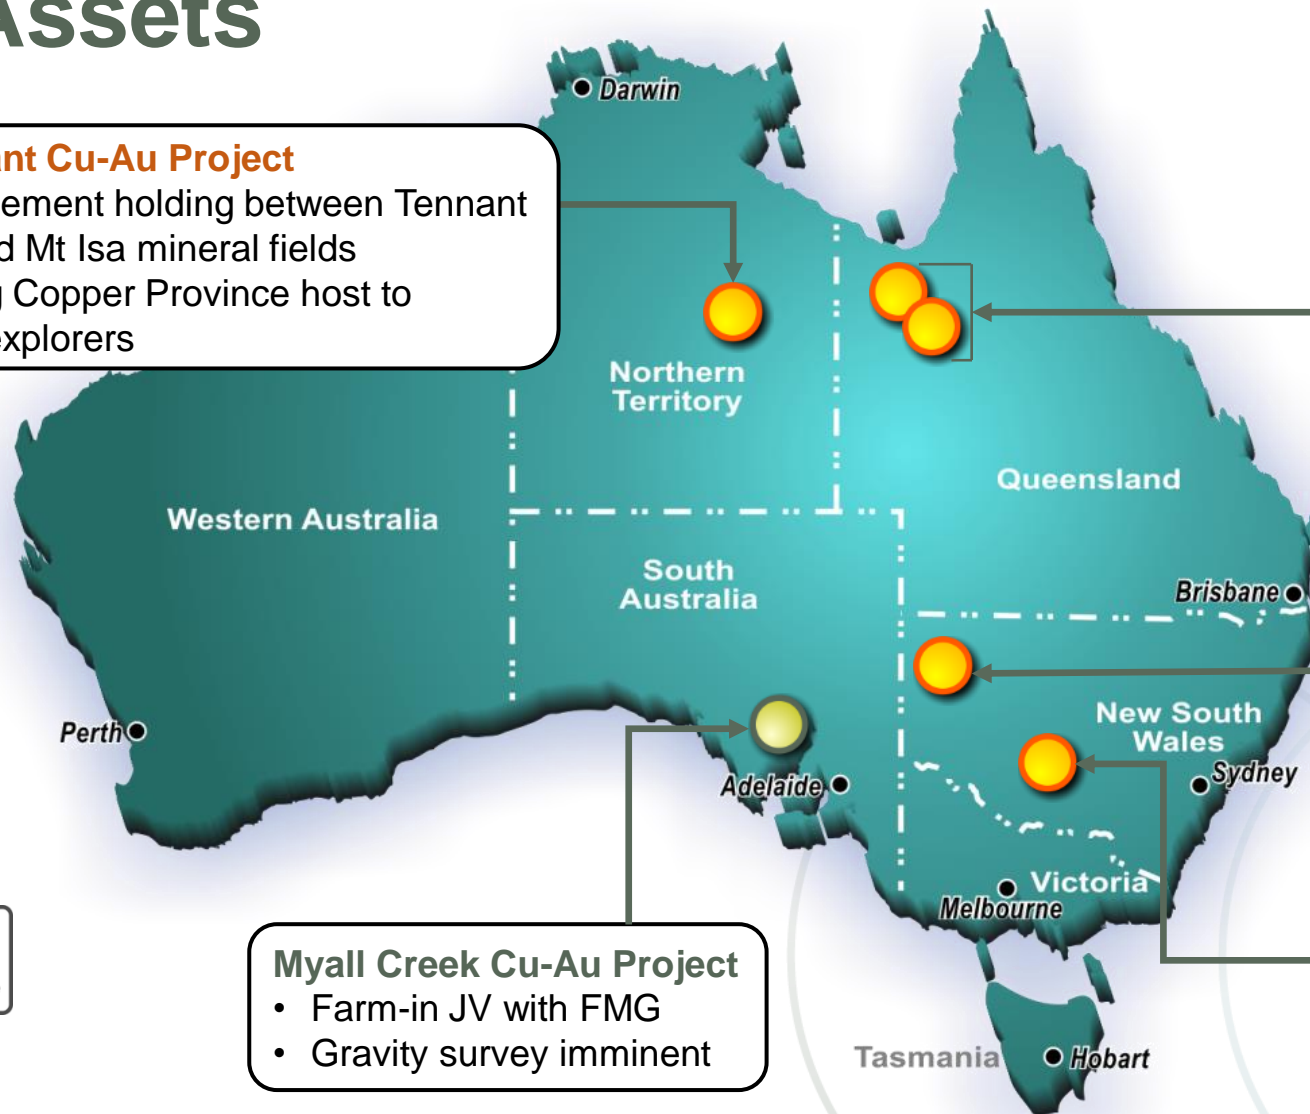 Assets
Darwin
ant Cu-Au Project
ement holding between Tennant
d Mt Isa mineral fields
g Copper Province host to
explorers
Northern
Territory
Queensland
Western Australia
South
Australia
Brisbane
New South
Wales
Perth
Sydney
Adelaide
Victoria
Melbourne
Myall Creek Cu-Au Project
• Farm-in JV with FMG
• Gravity survey imminent
Tasmania
Hobart